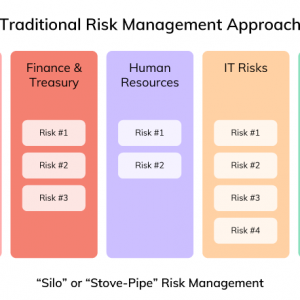 Traditional Risk Management Approach
Finance &
Treasury
Risk #1
Risk #2
Risk #3
Human
Resources
Risk #1
Risk #2
IT Risks
Risk #1
Risk #2
Risk #3
Risk #4
“Silo” or “Stove-Pipe” Risk Management